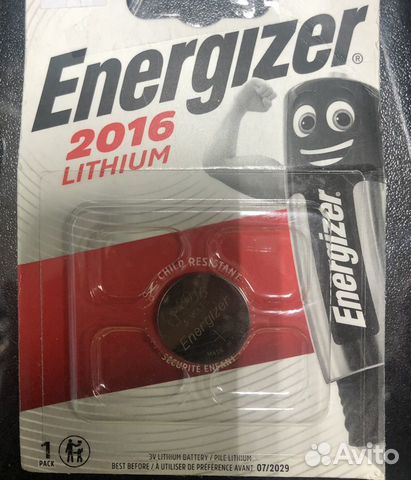 Energizer®
2016
LITHIUM
Energizer
CHILD RESISTANT
Energizer
SÉCURITÉ ENFANT
1
PACK
3V LITHIUM BATTERY / PILE LITHIUM
BEST BEFORE / À UTILISER DE PRÉFÉRENCE AVANT: 07/2029
Avito